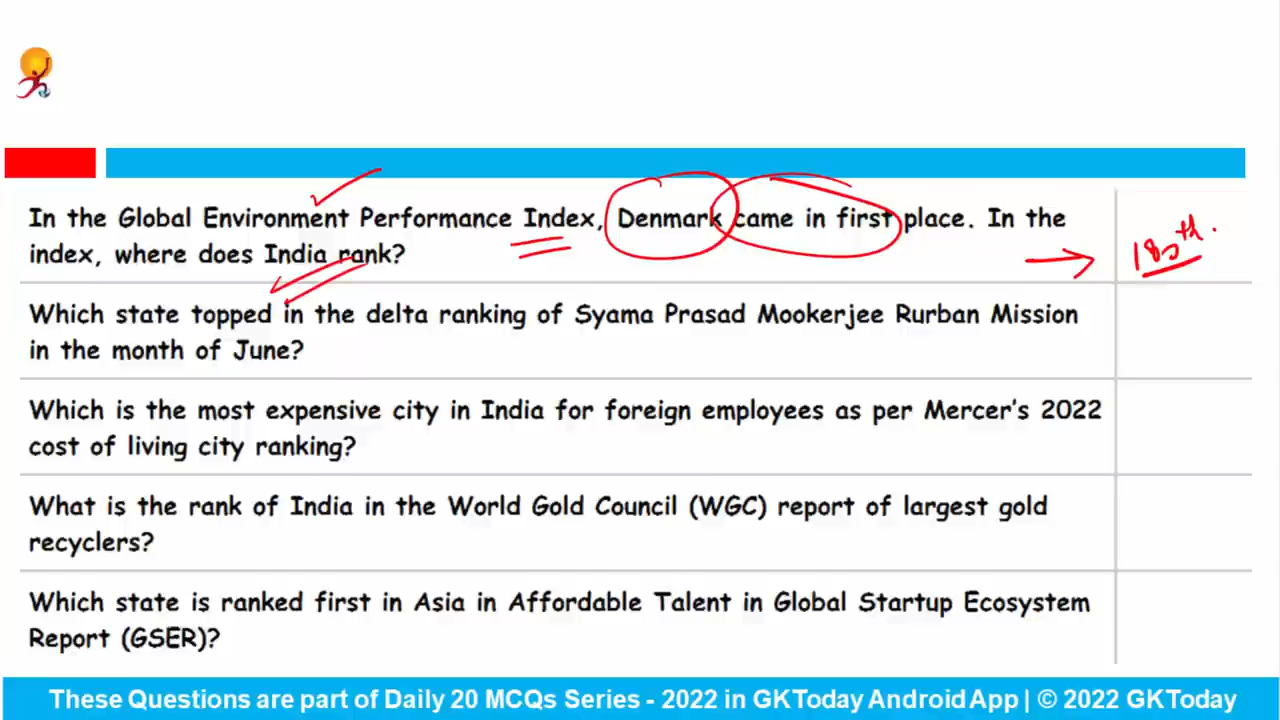 In the Global Environment Performance Index, Denmark came in first place. In the
index, where does India rank?
180th.
Which state topped in the delta ranking of Syama Prasad Mookerjee Rurban Mission
in the month of June?
Which is the most expensive city in India for foreign employees as per Mercer's 2022
cost of living city ranking?
What is the rank of India in the World Gold Council (WGC) report of largest gold
recyclers?
Which state is ranked first in Asia in Affordable Talent in Global Startup Ecosystem
Report (GSER)?
These Questions are part of Daily 20 MCQs Series - 2022 in GKToday Android App | © 2022 GKToday